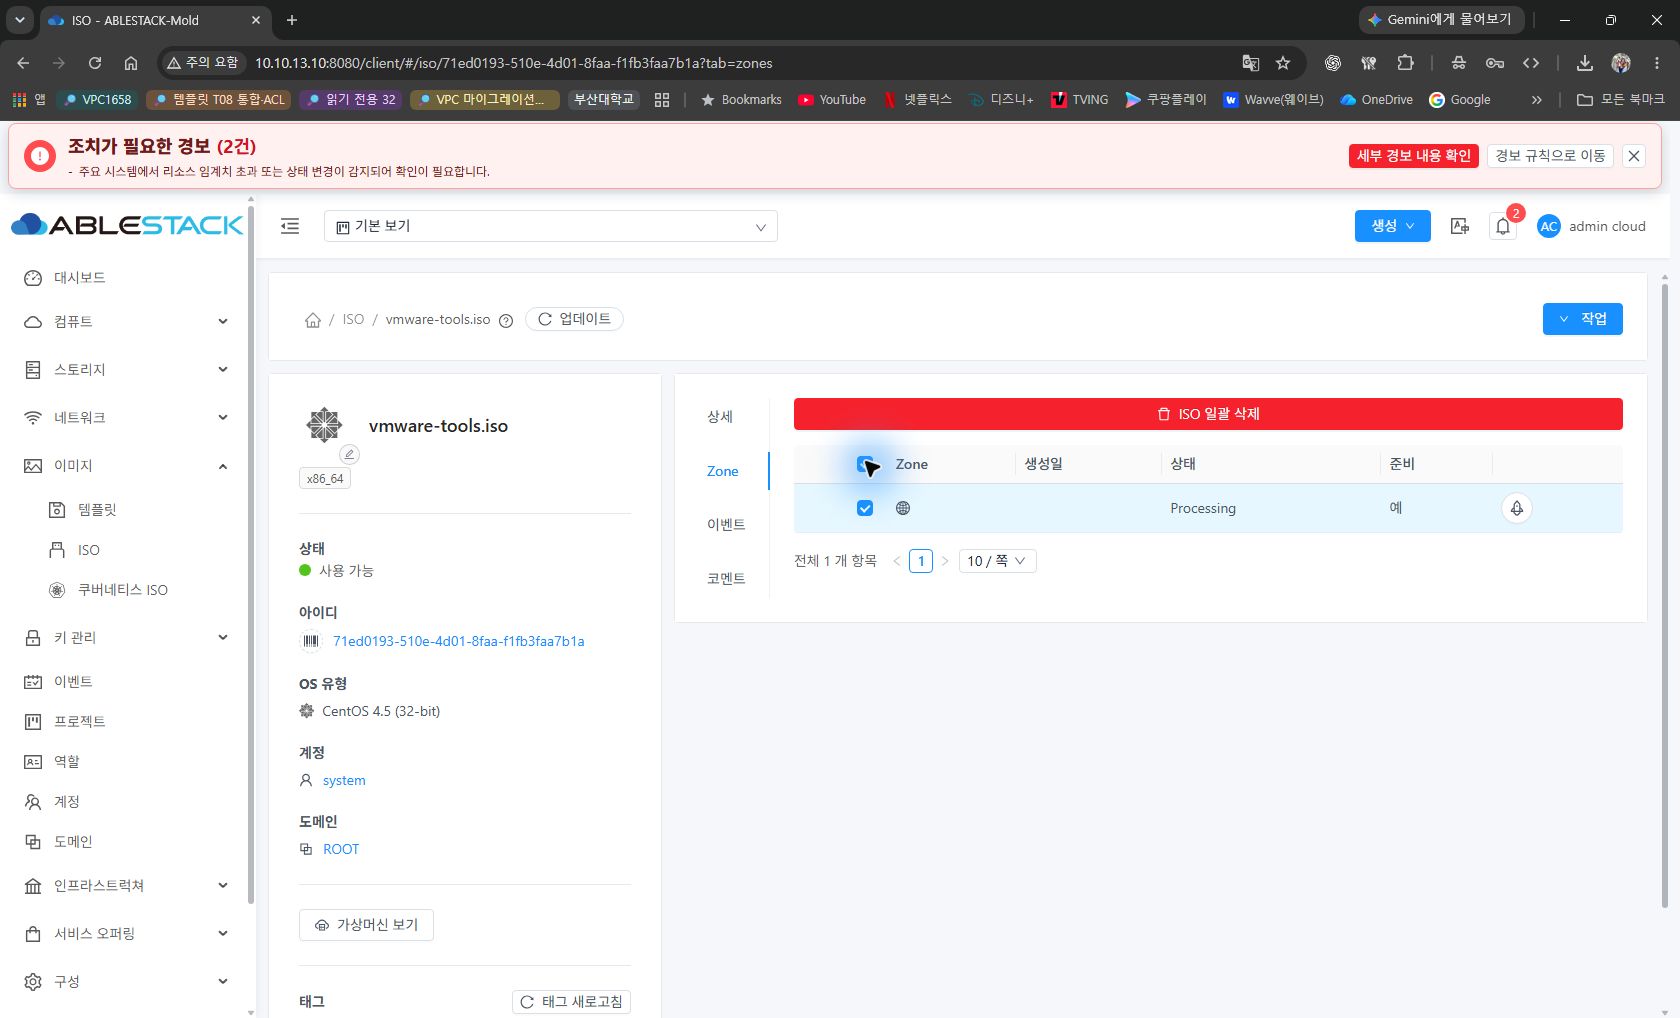 ISO - ABLESTACK-Mold
Gemini에게 물어보기
주의 요함
10.10.13.10:8080/client/#/iso/71ed0193-510e-4d01-8faa-f1fb3faa7b1a?tab=zones
앱
VPC1658
템플릿 T08 통합·ACL
읽기 전용 32
VPC 마이그레이션...
부산대학교
Bookmarks
YouTube
넷플릭스
디즈니+
TVING
쿠팡플레이
Wavve(웨이브)
OneDrive
Google
모든 북마크
조치가 필요한 경보 (2건)
- 주요 시스템에서 리소스 임계치 초과 또는 상태 변경이 감지되어 확인이 필요합니다.
세부 경보 내용 확인
경보 규칙으로 이동
ABLESTACK
기본 보기
생성
2
AC
admin cloud
대시보드
컴퓨트
스토리지
네트워크
이미지
템플릿
ISO
쿠버네티스 ISO
키 관리
이벤트
프로젝트
역할
계정
도메인
인프라스트럭쳐
서비스 오퍼링
구성
/ ISO / vmware-tools.iso
업데이트
작업
vmware-tools.iso
x86_64
상태
사용 가능
아이디
71ed0193-510e-4d01-8faa-f1fb3faa7b1a
OS 유형
CentOS 4.5 (32-bit)
계정
system
도메인
ROOT
가상머신 보기
태그
태그 새로고침
상세
Zone
이벤트
코멘트
ISO 일괄 삭제
Zone 생성일 상태 준비
Processing 예
전체 1 개 항목 < 1 > 10 / 쪽